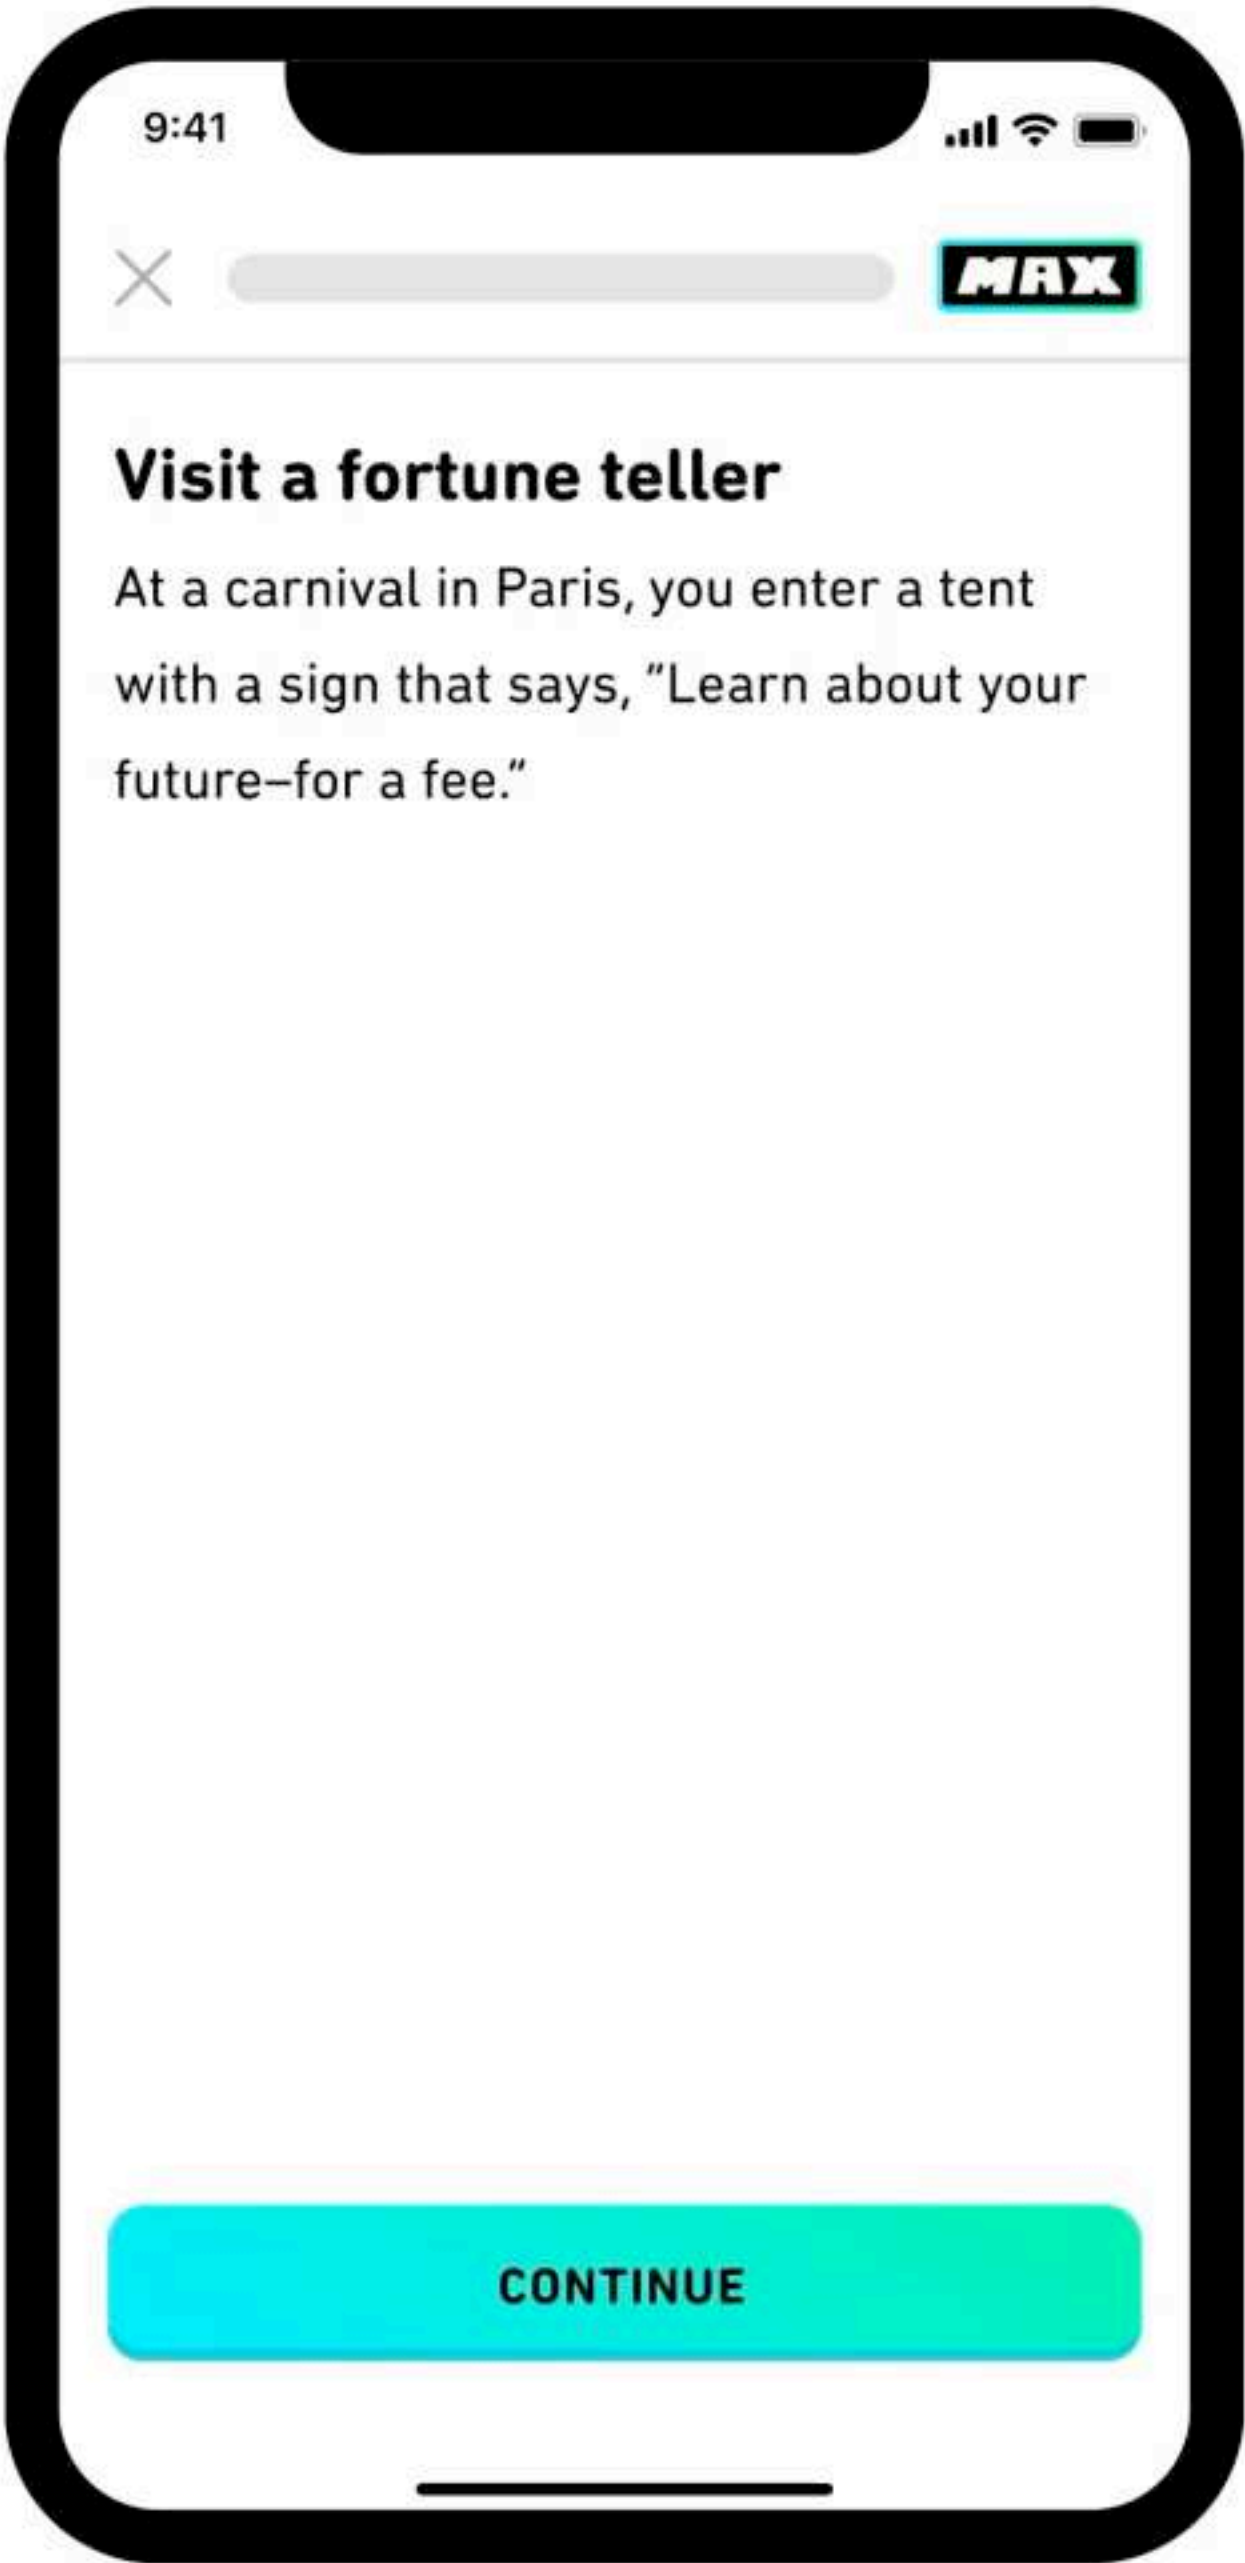 9:41
MAX
Visit a fortune teller
At a carnival in Paris, you enter a tent
with a sign that says, "Learn about your
future–for a fee."
CONTINUE